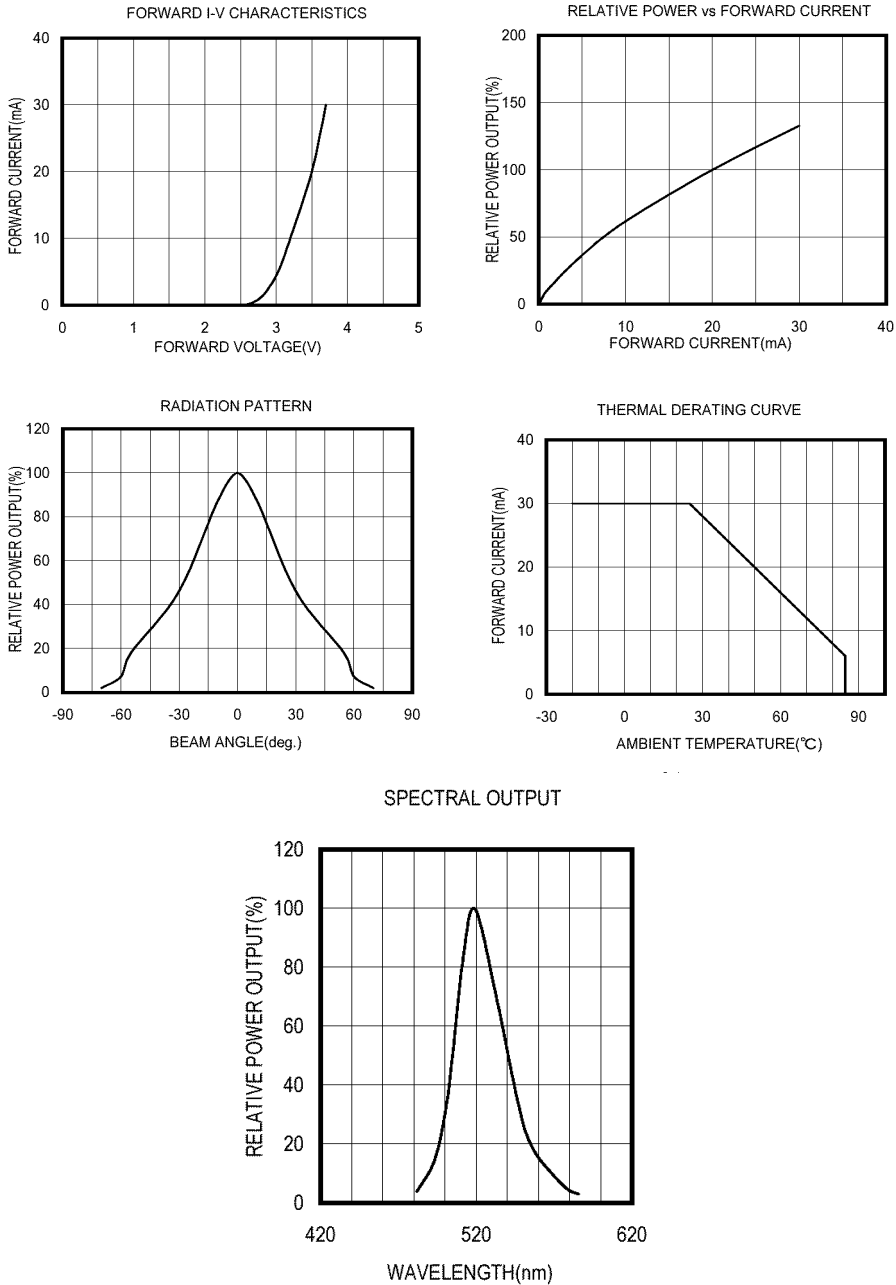 FORWARD I-V CHARACTERISTICS
40
30
20
10
0
FORWARD CURRENT(mA)
0 1 2 3 4 5
FORWARD VOLTAGE(V)
RELATIVE POWER vs FORWARD CURRENT
200
150
100
50
0
RELATIVE POWER OUTPUT(%)
0 10 20 30 40
FORWARD CURRENT(mA)
RADIATION PATTERN
120
100
80
60
40
20
0
RELATIVE POWER OUTPUT(%)
-90 -60 -30 0 30 60 90
BEAM ANGLE(deg.)
THERMAL DERATING CURVE
40
30
20
10
0
FORWARD CURRENT(mA)
-30 0 30 60 90
AMBIENT TEMPERATURE(℃)
SPECTRAL OUTPUT
120
100
80
60
40
20
0
RELATIVE POWER OUTPUT(%)
420 520 620
WAVELENGTH(nm)